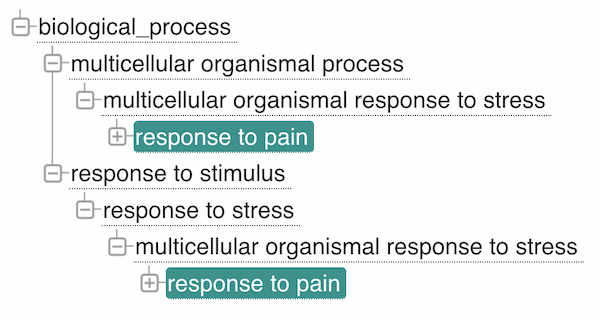 biological_process
multicellular organismal process
multicellular organismal response to stress
response to pain
response to stimulus
response to stress
multicellular organismal response to stress
response to pain